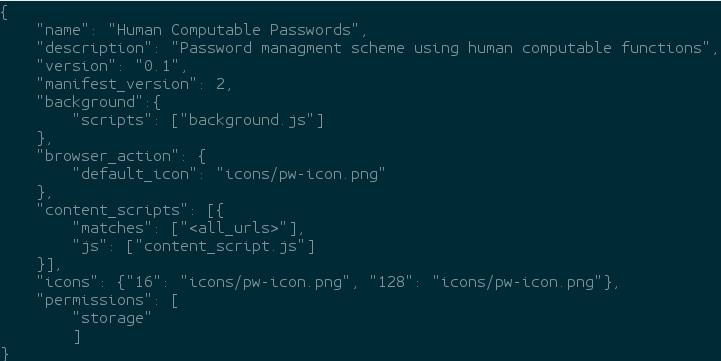 {
    "name": "Human Computable Passwords",
    "description": "Password managment scheme using human computable functions",
    "version": "0.1",
    "manifest_version": 2,
    "background":{
        "scripts": ["background.js"]
    },
    "browser_action": {
        "default_icon": "icons/pw-icon.png"
    },
    "content_scripts": [{
        "matches": ["<all_urls>"],
        "js": ["content_script.js"]
    }],
    "icons": {"16": "icons/pw-icon.png", "128": "icons/pw-icon.png"},
    "permissions": [
        "storage"
        ]
}